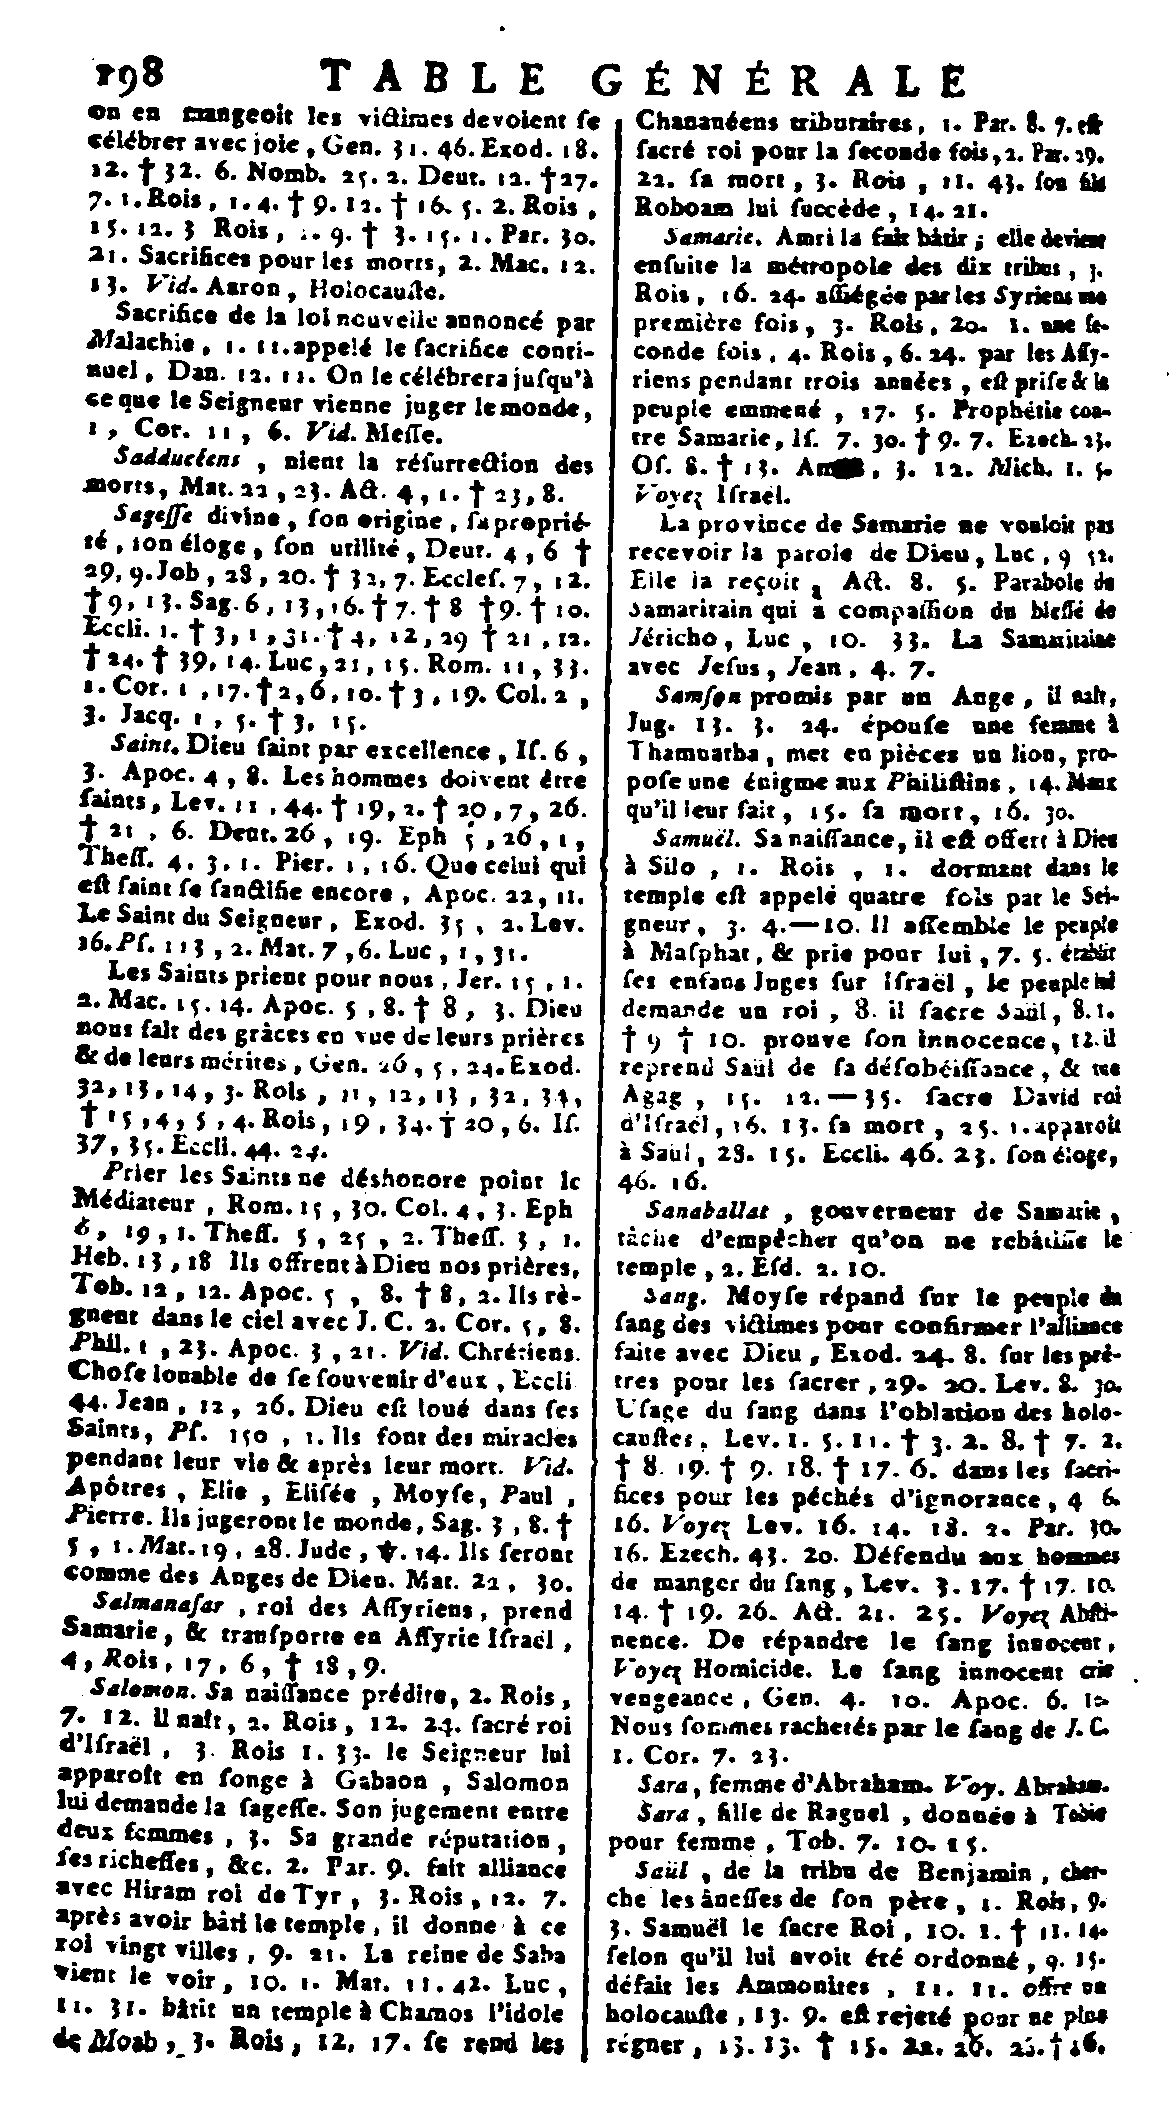 198 TABLE GÉNÉRALE
on en mangeoit les victimes devoient ſe
célébrer avec joie, Gen. 31. 46. Exod. 18.
12. † 32. 6. Nomb. 25. 2. Deut. 12. † 27.
7. 1. Rois, 1. 4. † 9. 12. † 16. 5. 2. Rois,
15. 12. 3 Rois, 1. 9. † 3. 15. 1. Par. 30.
21. Sacrifices pour les morts, 2. Mac. 12.
13. Vid. Aaron, Holocauſte.
Sacrifice de la loi nouvelle annoncé par
Malachie, 1. 11. appelé le ſacrifice conti-
nuel, Dan. 12. 11. On le célébrera juſqu'à
ce que le Seigneur vienne juger le monde,
1, Cor. 11, 6. Vid. Meſſe.
Sadducéens, nient la réſurrection des
morts, Mat. 22, 23. Act. 4, 1. † 23, 8.
Sageſſe divine, ſon origine, ſa proprié-
té, ſon éloge, ſon utilité, Deut. 4, 6 †
29, 9. Job, 28, 20. † 32, 7. Eccleſ. 7, 12.
† 9, 13. Sag. 6, 13, 16. † 7. † 8 † 9. † 10.
Eccli. 1. † 3, 1, 31. † 4, 12, 29 † 21, 12.
† 24. † 39, 14. Luc, 21, 15. Rom. 11, 33.
1. Cor. 1, 17. † 2, 6, 10. † 3, 19. Col. 2,
3. Jacq. 1, 5. † 3, 15.
Saint. Dieu ſaint par excellence, Iſ. 6,
3. Apoc. 4, 8. Les hommes doivent être
ſaints, Lev. 11, 44. † 19, 2. † 20, 7, 26.
† 21, 6. Deut. 26, 19. Eph 5, 26, 1,
Theſſ. 4. 3. 1. Pier. 1, 16. Que celui qui
eſt ſaint ſe ſanctifie encore, Apoc. 22, 11.
Le Saint du Seigneur, Exod. 35, 2. Lev.
16. Pſ. 113, 2. Mat. 7, 6. Luc, 1, 31.
Les Saints prient pour nous, Jer. 15, 1.
2. Mac. 15. 14. Apoc. 5, 8. † 8, 3. Dieu
nous fait des grâces en vue de leurs prières
& de leurs mérites, Gen. 26, 5, 24. Exod.
32, 13, 14, 3. Rois, 11, 12, 13, 32, 34,
† 15, 4, 5, 4. Rois, 19, 34. † 20, 6. Iſ.
37, 35. Eccli. 44. 24.
Prier les Saints ne déshonore point le
Médiateur, Rom. 15, 30. Col. 4, 3. Eph
6, 19, 1. Theſſ. 5, 25, 2. Theſſ. 3, 1.
Heb. 13, 18 Ils offrent à Dieu nos prières,
Tob. 12, 12. Apoc. 5, 8. † 8, 2. Ils rè-
gnent dans le ciel avec J. C. 2. Cor. 5, 8.
Phil. 1, 23. Apoc. 3, 21. Vid. Chrétiens.
Choſe louable de ſe ſouvenir d'eux, Eccli
44. Jean, 12, 26. Dieu eſt loué dans ſes
Saints, Pſ. 150, 1. Ils font des miracles
pendant leur vie & après leur mort. Vid.
Apôtres, Elie, Eliſée, Moyſe, Paul,
Pierre. Ils jugeront le monde, Sag. 3, 8. †
5, 1. Mat. 19, 28. Jude, ℣. 14. Ils ſeront
comme des Anges de Dieu. Mat. 22, 30.
Salmanaſar, roi des Aſſyriens, prend
Samarie, & tranſporte en Aſſyrie Iſraël,
4, Rois, 17, 6, † 18, 9.
Salomon. Sa naiſſance prédite, 2. Rois,
7. 12. il naît, 2. Rois, 12. 24. ſacré roi
d'Iſraël, 3. Rois 1. 33. le Seigneur lui
apparoît en ſonge à Gabaon, Salomon
lui demande la ſageſſe. Son jugement entre
deux femmes, 3. Sa grande réputation,
ſes richeſſes, &c. 2. Par. 9. fait alliance
avec Hiram roi de Tyr, 3. Rois, 12. 7.
après avoir bâti le temple, il donne à ce
roi vingt villes, 9. 21. La reine de Saba
vient le voir, 10. 1. Mat. 11. 42. Luc,
11. 31. bâtit un temple à Chamos l'idole
de Moab, 3. Rois, 12, 17. ſe rend les
Chananéens tributaires, 1. Par. 8. 7. eſt
ſacré roi pour la ſeconde fois, 2. Par. 29.
22. ſa mort, 3. Rois, 11. 43. ſon fils
Roboam lui ſuccède, 14. 21.
Samarie. Amri la fait bâtir; elle devient
enſuite la métropole des dix tribus, 3.
Rois, 16. 24. aſſiégée par les Syriens une
première fois, 3. Rois, 20. 1. une ſe-
conde fois, 4. Rois, 6. 24. par les Aſſy-
riens pendant trois années, eſt priſe & le
peuple emmené, 17. 5. Prophétie con-
tre Samarie, Iſ. 7. 30. † 9. 7. Ezech. 23.
Oſ. 8. † 13. Amos, 3. 12. Mich. 1. 5.
Voyez Iſraël.
La province de Samarie ne vouloit pas
recevoir la parole de Dieu, Luc, 9 52.
Elle la reçoit, Act. 8. 5. Parabole du
Samaritain qui a compaſſion du bleſſé de
Jéricho, Luc, 10. 33. La Samaritaine
avec Jeſus, Jean, 4. 7.
Samſon promis par un Ange, il naît,
Jug. 13. 3. 24. épouſe une femme à
Thamnatha, met en pièces un lion, pro-
poſe une énigme aux Philiſtins, 14. Maux
qu'il leur fait, 15. ſa mort, 16. 30.
Samuël. Sa naiſſance, il eſt offert à Dieu
à Silo, 1. Rois, 1. dormant dans le
temple eſt appelé quatre fois par le Sei-
gneur, 3. 4.—10. Il aſſemble le peuple
à Maſphat, & prie pour lui, 7. 5. établit
ſes enfans Juges ſur Iſraël, le peuple lui
demande un roi, 8. il ſacre Saül, 8. 1.
† 9 † 10. prouve ſon innocence, 12. il
reprend Saül de ſa déſobéiſſance, & tue
Agag, 15. 12.—35. ſacre David roi
d'Iſraël, 16. 13. ſa mort, 25. 1. apparoît
à Saül, 28. 15. Eccli. 46. 23. ſon éloge,
46. 16.
Sanaballat, gouverneur de Samarie,
tâche d'empêcher qu'on ne rebâtiſſe le
temple, 2. Eſd. 2. 10.
Sang. Moyſe répand ſur le peuple du
ſang des victimes pour confirmer l'alliance
faite avec Dieu, Exod. 24. 8. ſur les prê-
tres pour les ſacrer, 29. 20. Lev. 8. 30.
Uſage du ſang dans l'oblation des holo-
cauſtes, Lev. 1. 5. 11. † 3. 2. 8. † 7. 2.
† 8. 19. † 9. 18. † 17. 6. dans les ſacri-
fices pour les péchés d'ignorance, 4 6.
16. Voyez Lev. 16. 14. 18. 2. Par. 30.
16. Ezech. 43. 20. Défendu aux hommes
de manger du ſang, Lev. 3. 17. † 17. 10.
14. † 19. 26. Act. 21. 25. Voyez Abſti-
nence. De répandre le ſang innocent,
Voyez Homicide. Le ſang innocent crie
vengeance, Gen. 4. 10. Apoc. 6. 10.
Nous ſommes rachetés par le ſang de J. C.
1. Cor. 7. 23.
Sara, femme d'Abraham. Voy. Abraham.
Sara, fille de Raguel, donnée à Tobie
pour femme, Tob. 7. 10. 15.
Saül, de la tribu de Benjamin, cher-
che les âneſſes de ſon père, 1. Rois, 9.
3. Samuël le ſacre Roi, 10. 1. † 11. 14.
ſelon qu'il lui avoit été ordonné, 9. 15.
défait les Ammonites, 11. 11. offre un
holocauſte, 13. 9. eſt rejeté pour ne plus
régner, 13. 13. † 15. 22. 26. 28. † 16.